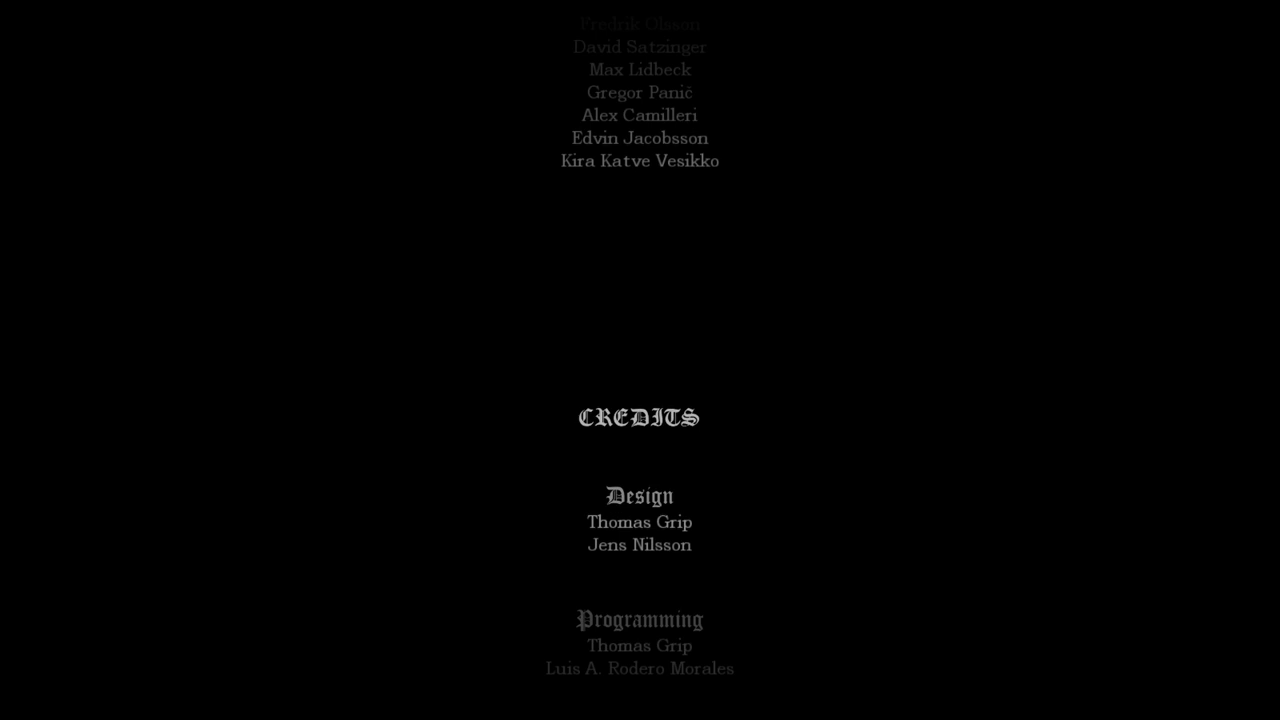 Fredrik Olsson
David Satzinger
Max Lidbeck
Gregor Panič
Alex Camilleri
Edvin Jacobsson
Kira Katve Vesikko
CREDITS
Design
Thomas Grip
Jens Nilsson
Programming
Thomas Grip
Luis A. Rodero Morales